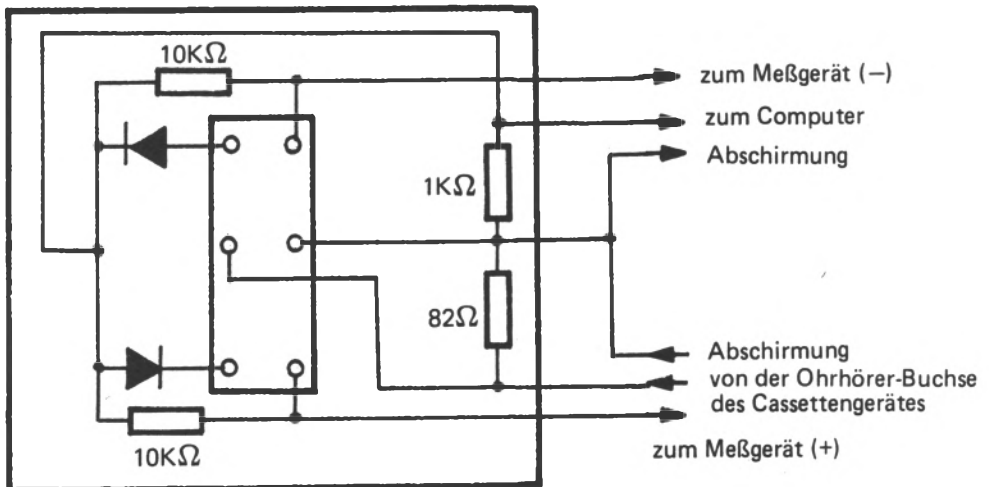 10KΩ
zum Meßgerät (−)
zum Computer
Abschirmung
1KΩ
82Ω
Abschirmung
von der Ohrhörer-Buchse
des Cassettengerätes
10KΩ
zum Meßgerät (+)